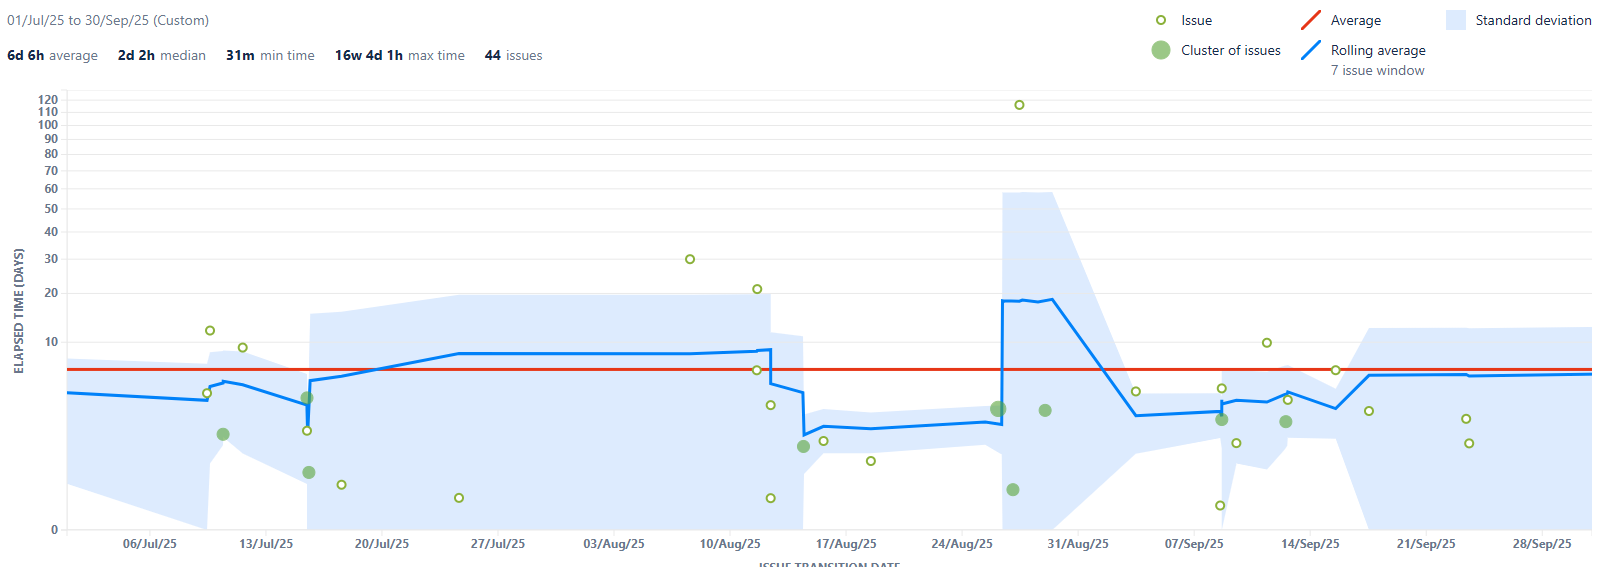 01/Jul/25 to 30/Sep/25 (Custom)
6d 6h average 2d 2h median 31m min time 16w 4d 1h max time 44 issues
Issue
Average
Standard deviation
Cluster of issues
Rolling average
7 issue window
ELAPSED TIME (DAYS)
120
110
100
90
80
70
60
50
40
30
20
10
0
06/Jul/25 13/Jul/25 20/Jul/25 27/Jul/25 03/Aug/25 10/Aug/25 17/Aug/25 24/Aug/25 31/Aug/25 07/Sep/25 14/Sep/25 21/Sep/25 28/Sep/25
ISSUE TRANSITION DATE